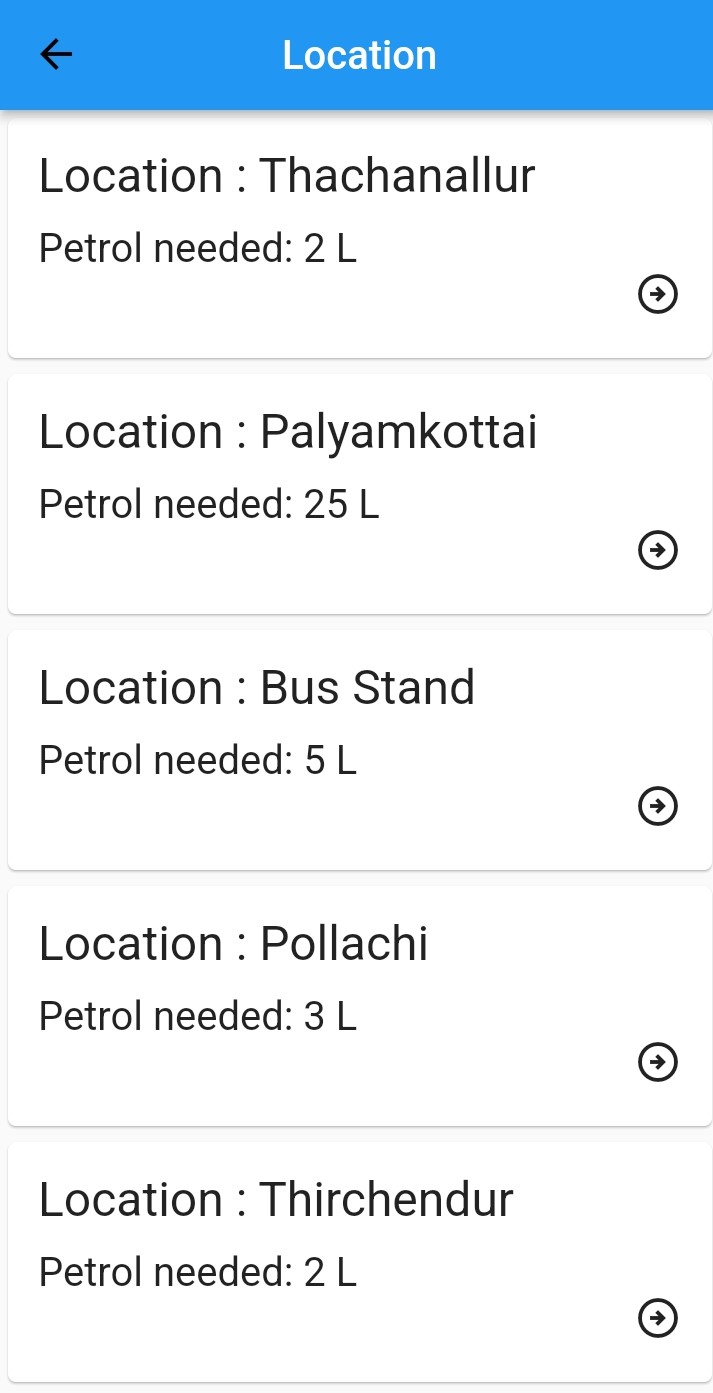 Location
Location : Thachanallur
Petrol needed: 2 L
Location : Palyamkottai
Petrol needed: 25 L
Location : Bus Stand
Petrol needed: 5 L
Location : Pollachi
Petrol needed: 3 L
Location : Thirchendur
Petrol needed: 2 L